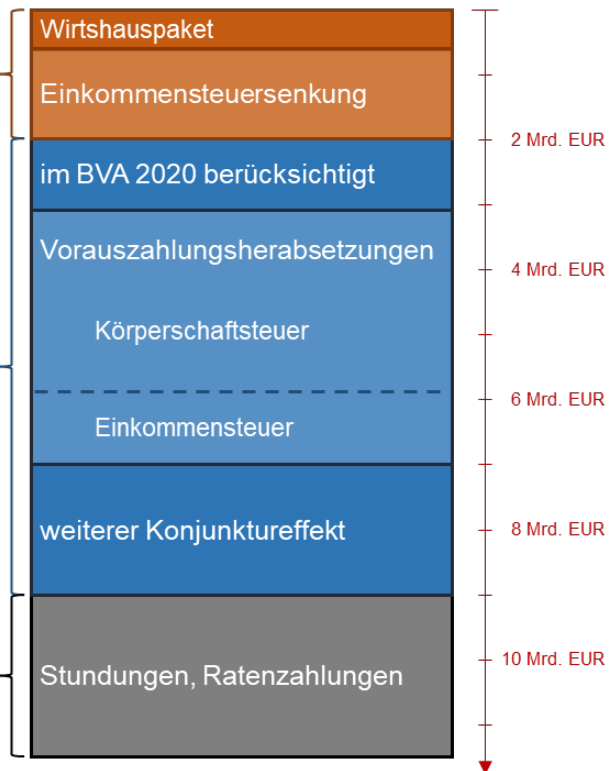 Wirtshauspaket
Einkommensteuersenkung
2 Mrd. EUR
im BVA 2020 berücksichtigt
Vorauszahlungsherabsetzungen
4 Mrd. EUR
Körperschaftsteuer
6 Mrd. EUR
Einkommensteuer
weiterer Konjunktureffekt
8 Mrd. EUR
10 Mrd. EUR
Stundungen, Ratenzahlungen